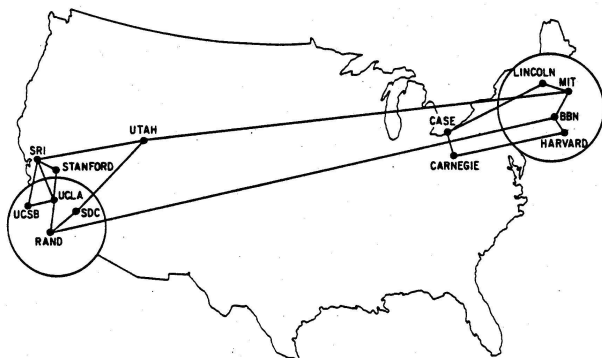 LINCOLN
MIT
CASE
BBN
UTAH
HARVARD
SRI
CARNEGIE
STANFORD
UCLA
UCSB
SDC
RAND